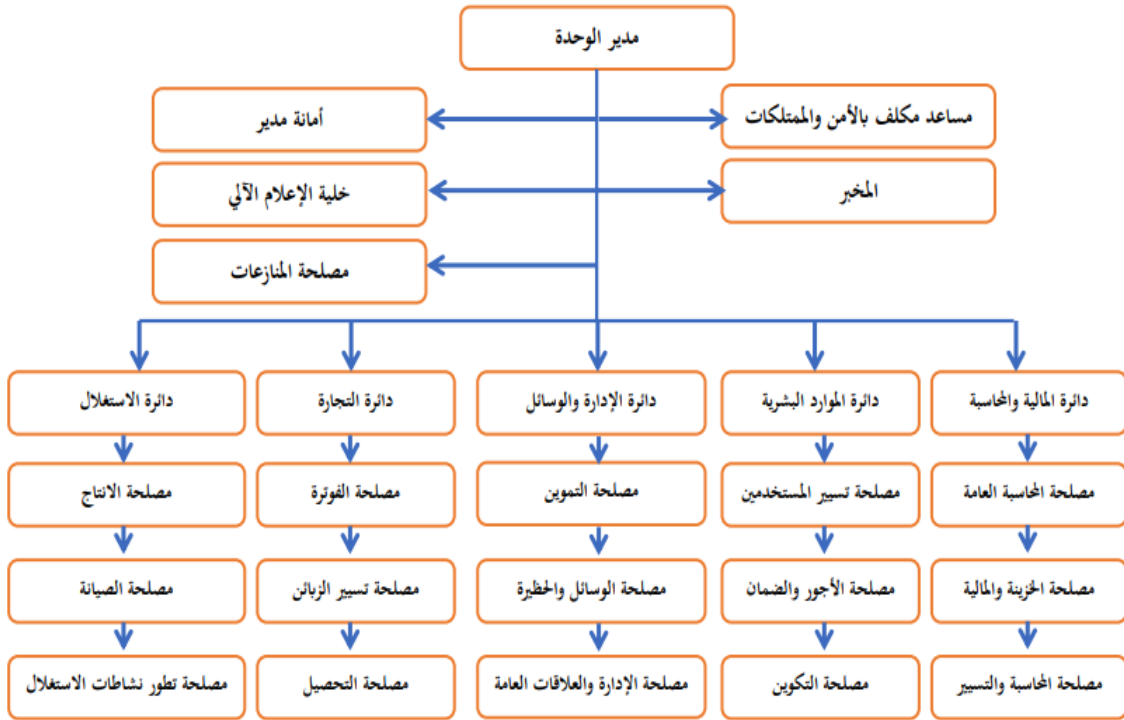 مدير الوحدة
مساعد مكلف بالأمن والممتلكات
أمانة مدير
المخبر
خلية الإعلام الآلي
مصلحة المنازعات
دائرة المالية والمحاسبة
دائرة الموارد البشرية
دائرة الإدارة والوسائل
دائرة التجارة
دائرة الاستغلال
مصلحة المحاسبة العامة
مصلحة تسيير المستخدمين
مصلحة التموين
مصلحة الفوترة
مصلحة الانتاج
مصلحة الخزينة والمالية
مصلحة الأجور والضمان
مصلحة الوسائل والحظيرة
مصلحة تسيير الزبائن
مصلحة الصيانة
مصلحة المحاسبة والتسيير
مصلحة التكوين
مصلحة الإدارة والعلاقات العامة
مصلحة التحصيل
مصلحة تطور نشاطات الاستغلال